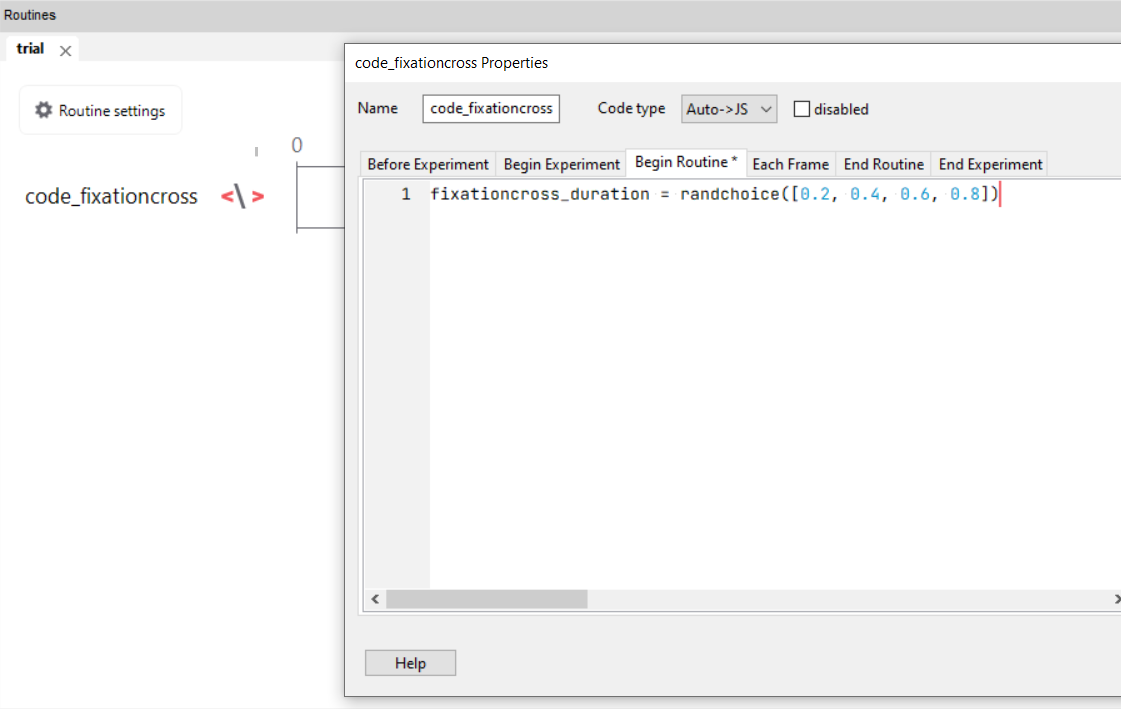 Routines
trial
code_fixationcross Properties
Routine settings
Name code_fixationcross Code type Auto->JS disabled
0
Before Experiment Begin Experiment Begin Routine * Each Frame End Routine End Experiment
code_fixationcross
1 fixationcross_duration = randchoice([0.2, 0.4, 0.6, 0.8])
Help